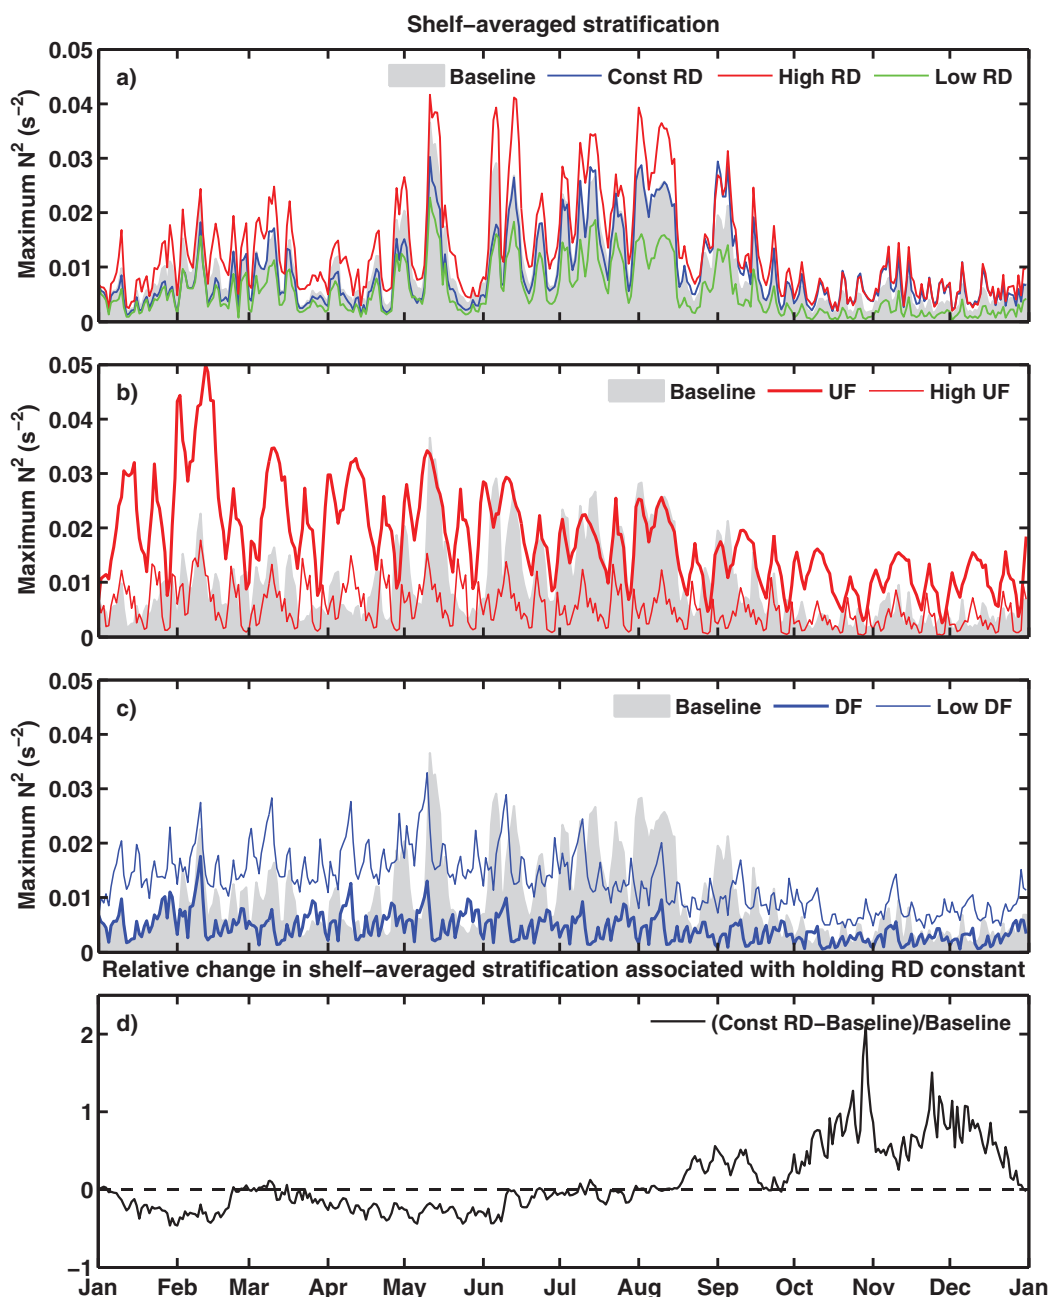 Shelf−averaged stratification
a)
Baseline Const RD High RD Low RD
Maximum N² (s⁻²)
0.05
0.04
0.03
0.02
0.01
0
b)
Baseline UF High UF
Maximum N² (s⁻²)
0.05
0.04
0.03
0.02
0.01
0
c)
Baseline DF Low DF
Maximum N² (s⁻²)
0.05
0.04
0.03
0.02
0.01
0
Relative change in shelf−averaged stratification associated with holding RD constant
d)
(Const RD−Baseline)/Baseline
2
1
0
−1
Jan Feb Mar Apr May Jun Jul Aug Sep Oct Nov Dec Jan